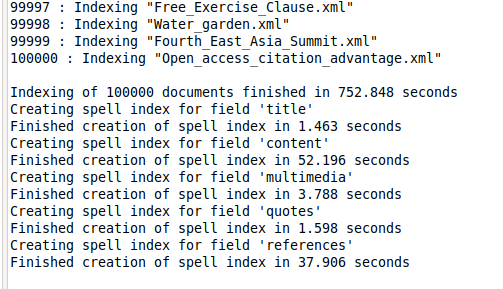 99997 : Indexing "Free_Exercise_Clause.xml"
99998 : Indexing "Water_garden.xml"
99999 : Indexing "Fourth_East_Asia_Summit.xml"
100000 : Indexing "Open_access_citation_advantage.xml"
Indexing of 100000 documents finished in 752.848 seconds
Creating spell index for field 'title'
Finished creation of spell index in 1.463 seconds
Creating spell index for field 'content'
Finished creation of spell index in 52.196 seconds
Creating spell index for field 'multimedia'
Finished creation of spell index in 3.788 seconds
Creating spell index for field 'quotes'
Finished creation of spell index in 1.598 seconds
Creating spell index for field 'references'
Finished creation of spell index in 37.906 seconds